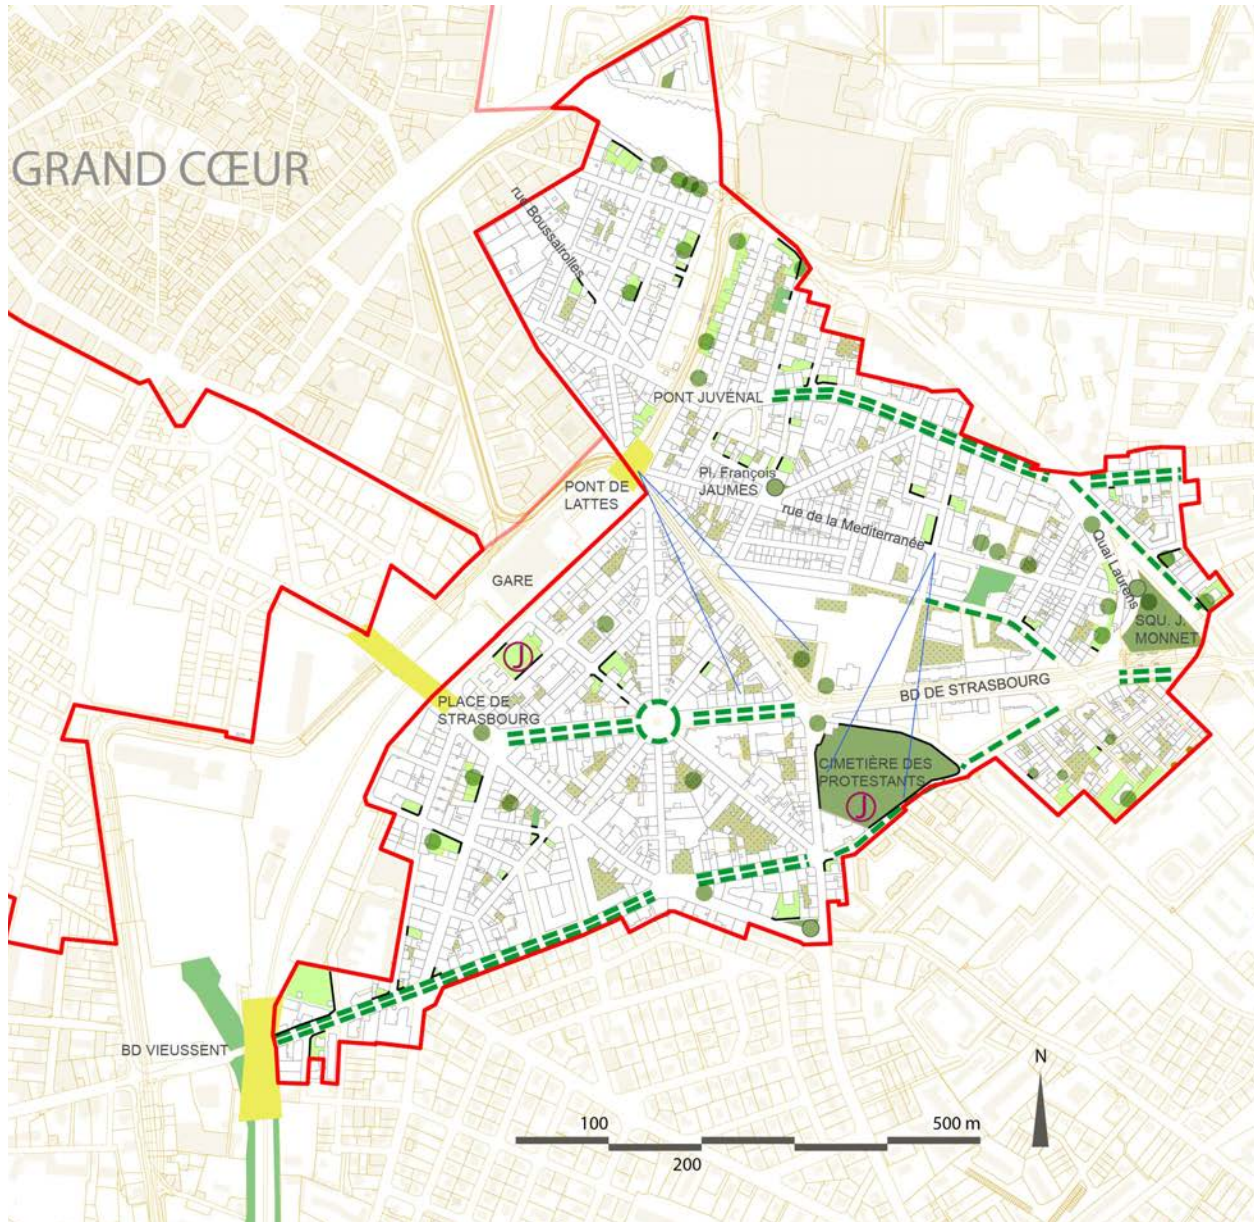 GRAND CŒUR
rue Boussairolles
PONT JUVÉNAL
PONT DE
LATTES
Pl. François
JAUMES
rue de la Mediterranée
GARE
Quai Laurens
SQU. J.
MONNET
J
BD DE STRASBOURG
PLACE DE
STRASBOURG
CIMETIÈRE DES
PROTESTANTS
J
BD VIEUSSENT
N
100
500 m
200